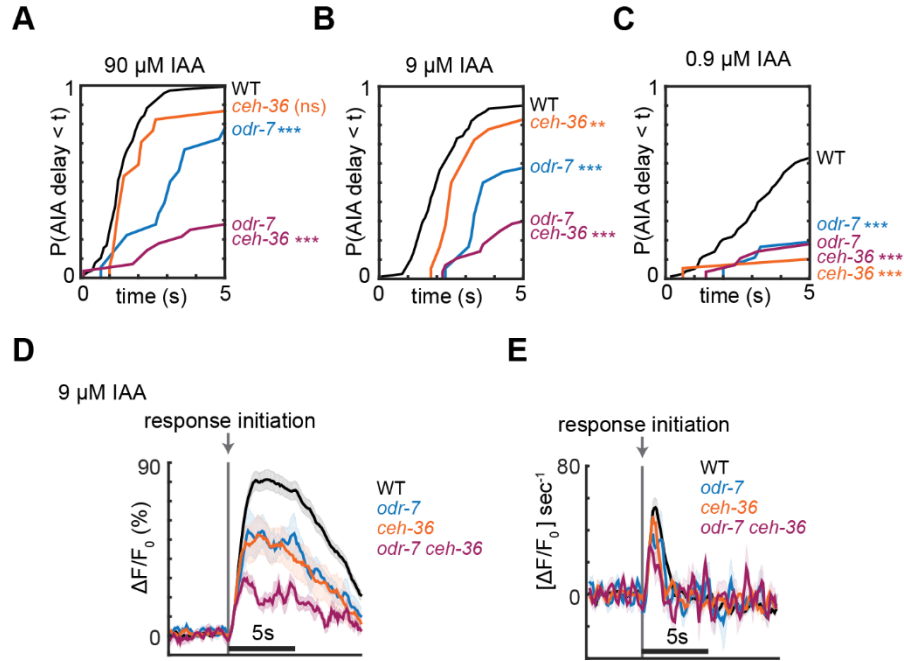 A
90 µM IAA
P(AIA delay < t)
1
0
0
5
time (s)
WT
ceh-36 (ns)
odr-7 ***
odr-7
ceh-36 ***
B
9 µM IAA
P(AIA delay < t)
1
0
0
5
time (s)
WT
ceh-36 **
odr-7 ***
odr-7
ceh-36 ***
C
0.9 µM IAA
P(AIA delay < t)
1
0
0
5
time (s)
WT
odr-7 ***
odr-7
ceh-36 ***
ceh-36 ***
D
9 µM IAA
response initiation
90
0
ΔF/F₀ (%)
5s
WT
odr-7
ceh-36
odr-7 ceh-36
E
response initiation
80
0
[ΔF/F₀ ] sec⁻¹
5s
WT
odr-7
ceh-36
odr-7 ceh-36